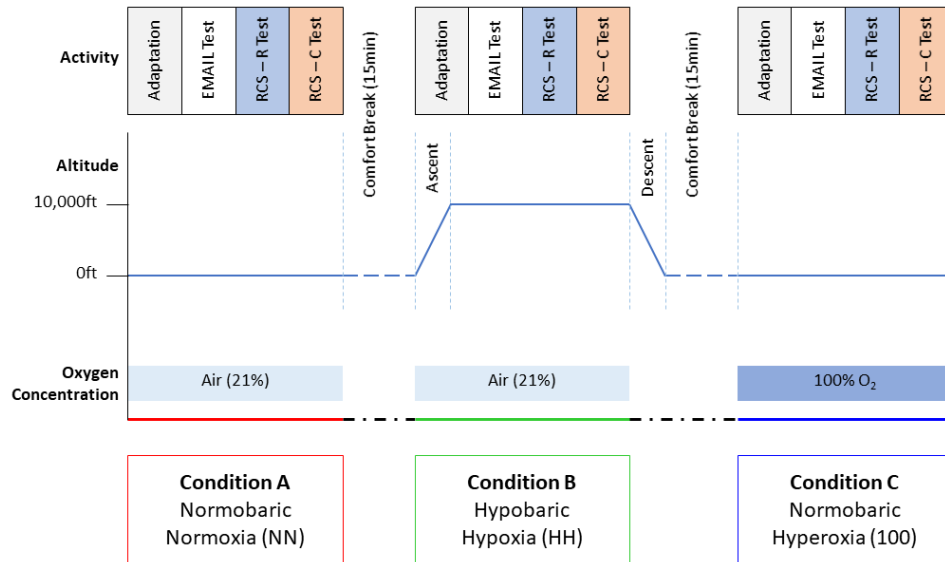 Activity
Adaptation
EMAIL Test
RCS – R Test
RCS – C Test
Comfort Break (15min)
Adaptation
EMAIL Test
RCS – R Test
RCS – C Test
Comfort Break (15min)
Adaptation
EMAIL Test
RCS – R Test
RCS – C Test
Altitude
10,000ft
0ft
Ascent
Descent
Oxygen
Concentration
Air (21%)
Air (21%)
100% O₂
Condition A
Normobaric
Normoxia (NN)
Condition B
Hypobaric
Hypoxia (HH)
Condition C
Normobaric
Hyperoxia (100)